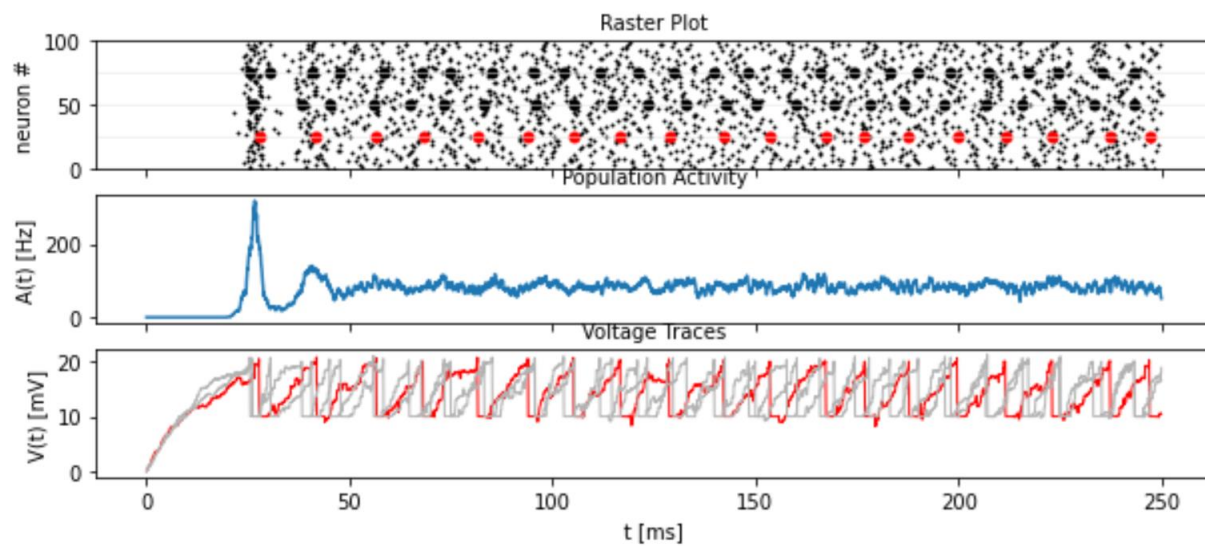 Raster Plot
neuron #
100
50
0
Population Activity
A(t) [Hz]
200
0
Voltage Traces
V(t) [mV]
20
10
0
0 50 100 150 200 250
t [ms]